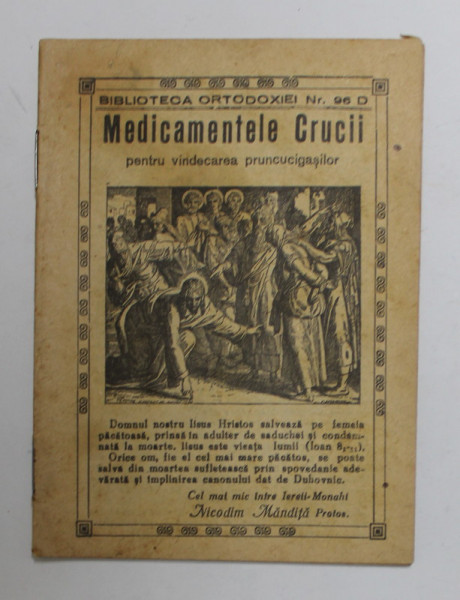 BIBLIOTECA ORTODOXIEI Nr. 96 D
Medicamentele Crucii
pentru vindecarea pruncucigașilor
Domnul nostru Iisus Hristos salvează pe femeia
păcătoasă, prinsă în adulter de saduchei și condam-
nată la moarte. Iisus este vieața lumii (Ioan 8,
Orice om, fie el cel mai mare păcătos, se poate
salva din moartea sufletească prin spovedanie ade-
vărată și împlinirea canonului dat de Duhovnic.
Cel mai mic între Iereii-Monahi
Nicodim Măndiță Protos.